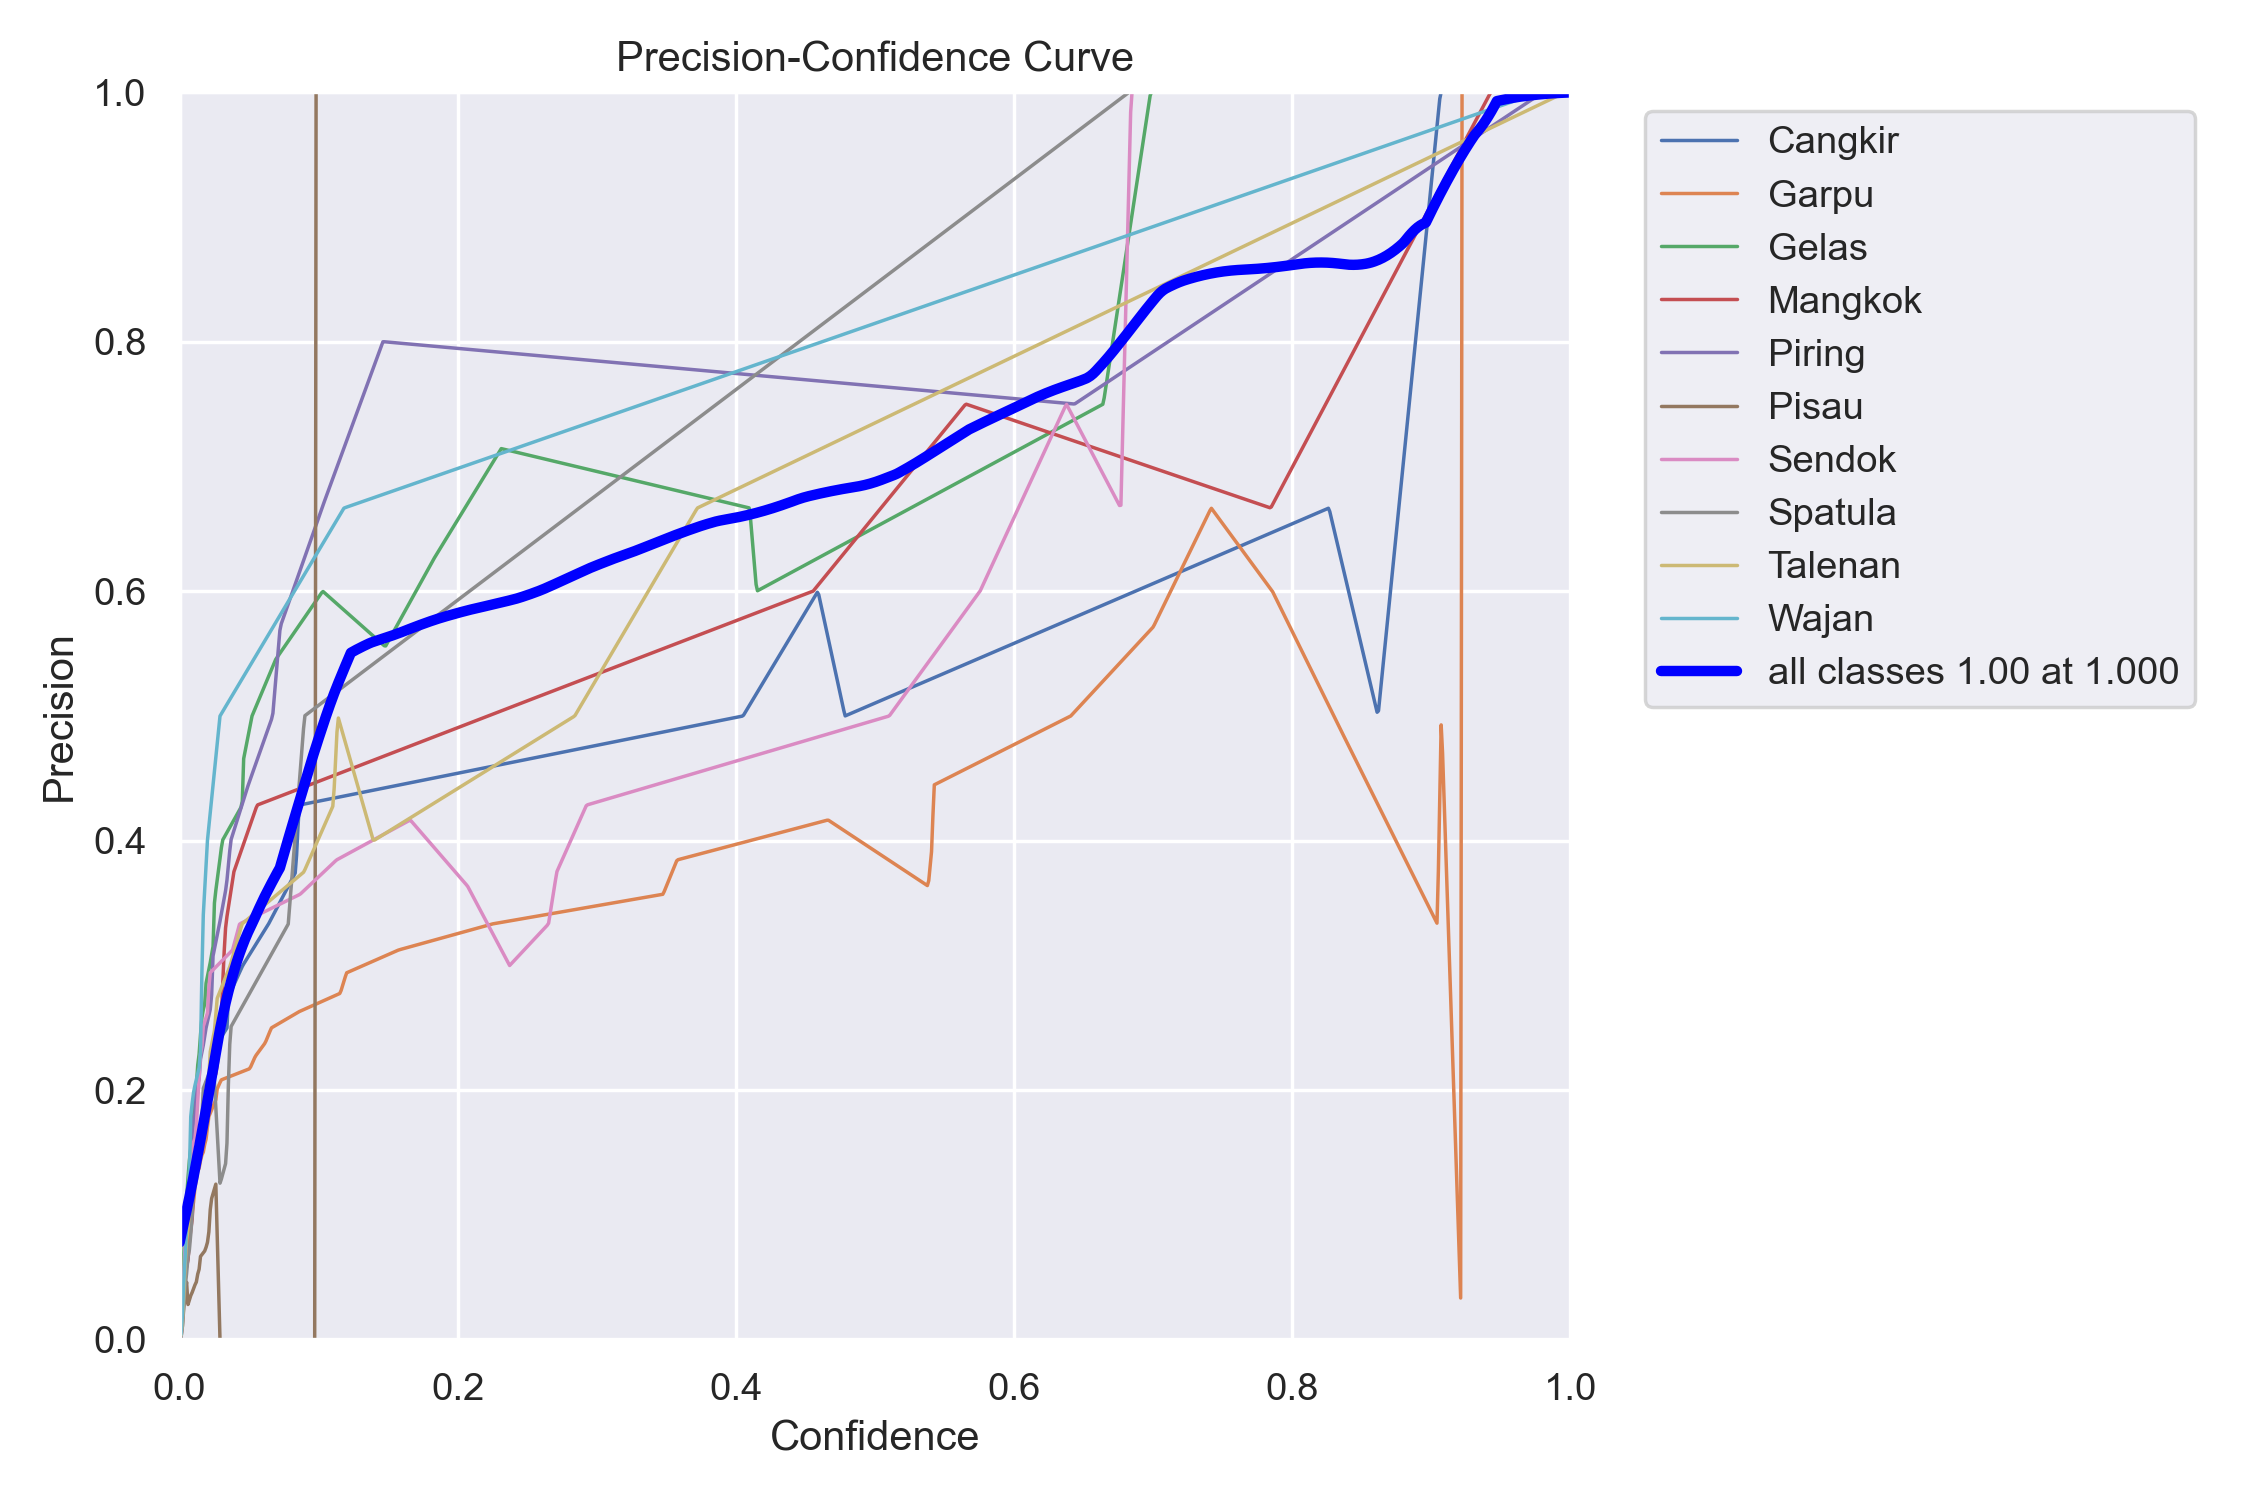 Precision-Confidence Curve
1.0
0.8
0.6
0.4
0.2
0.0
Precision
0.0 0.2 0.4 0.6 0.8 1.0
Confidence
Cangkir
Garpu
Gelas
Mangkok
Piring
Pisau
Sendok
Spatula
Talenan
Wajan
all classes 1.00 at 1.000